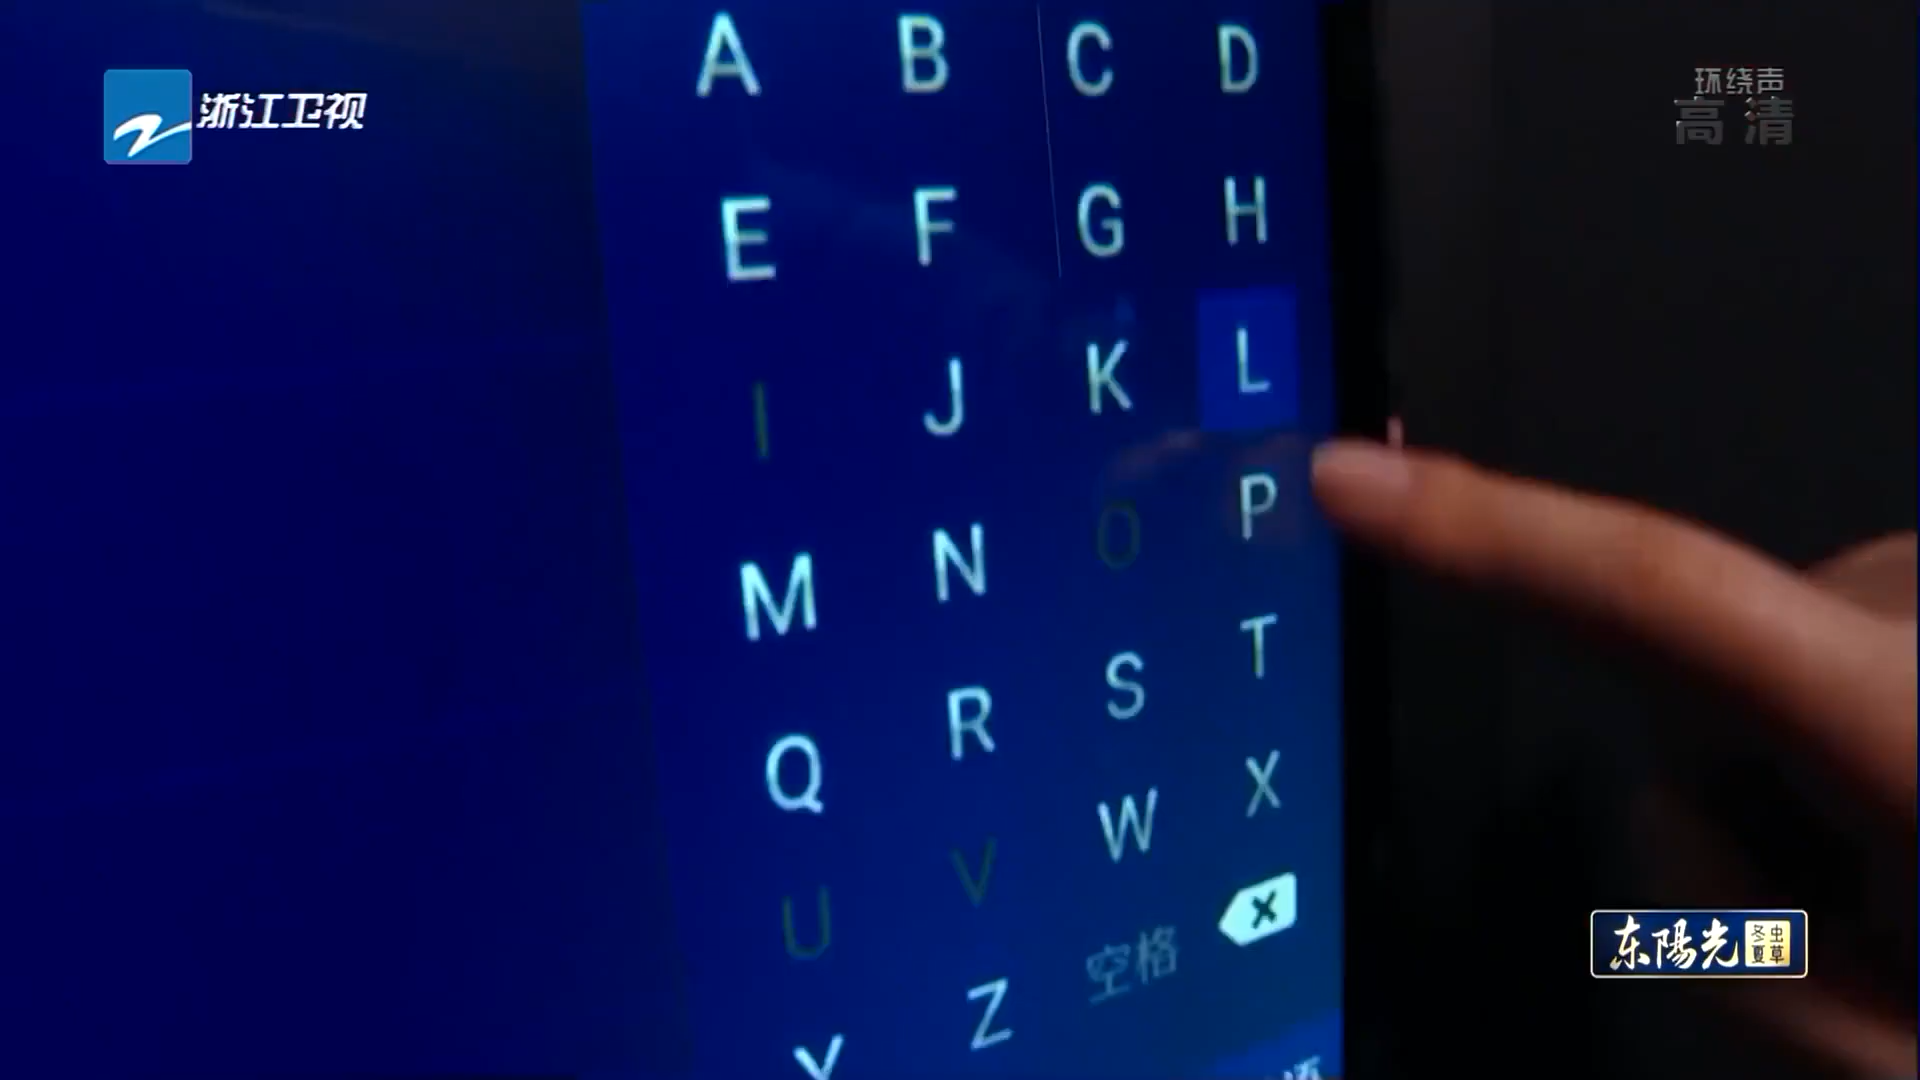 浙江卫视
环绕声
高清
A B C D
E F G H
I J K L
M N O P
Q R S T
U V W X
Y Z 空格
东陽光 冬虫夏草